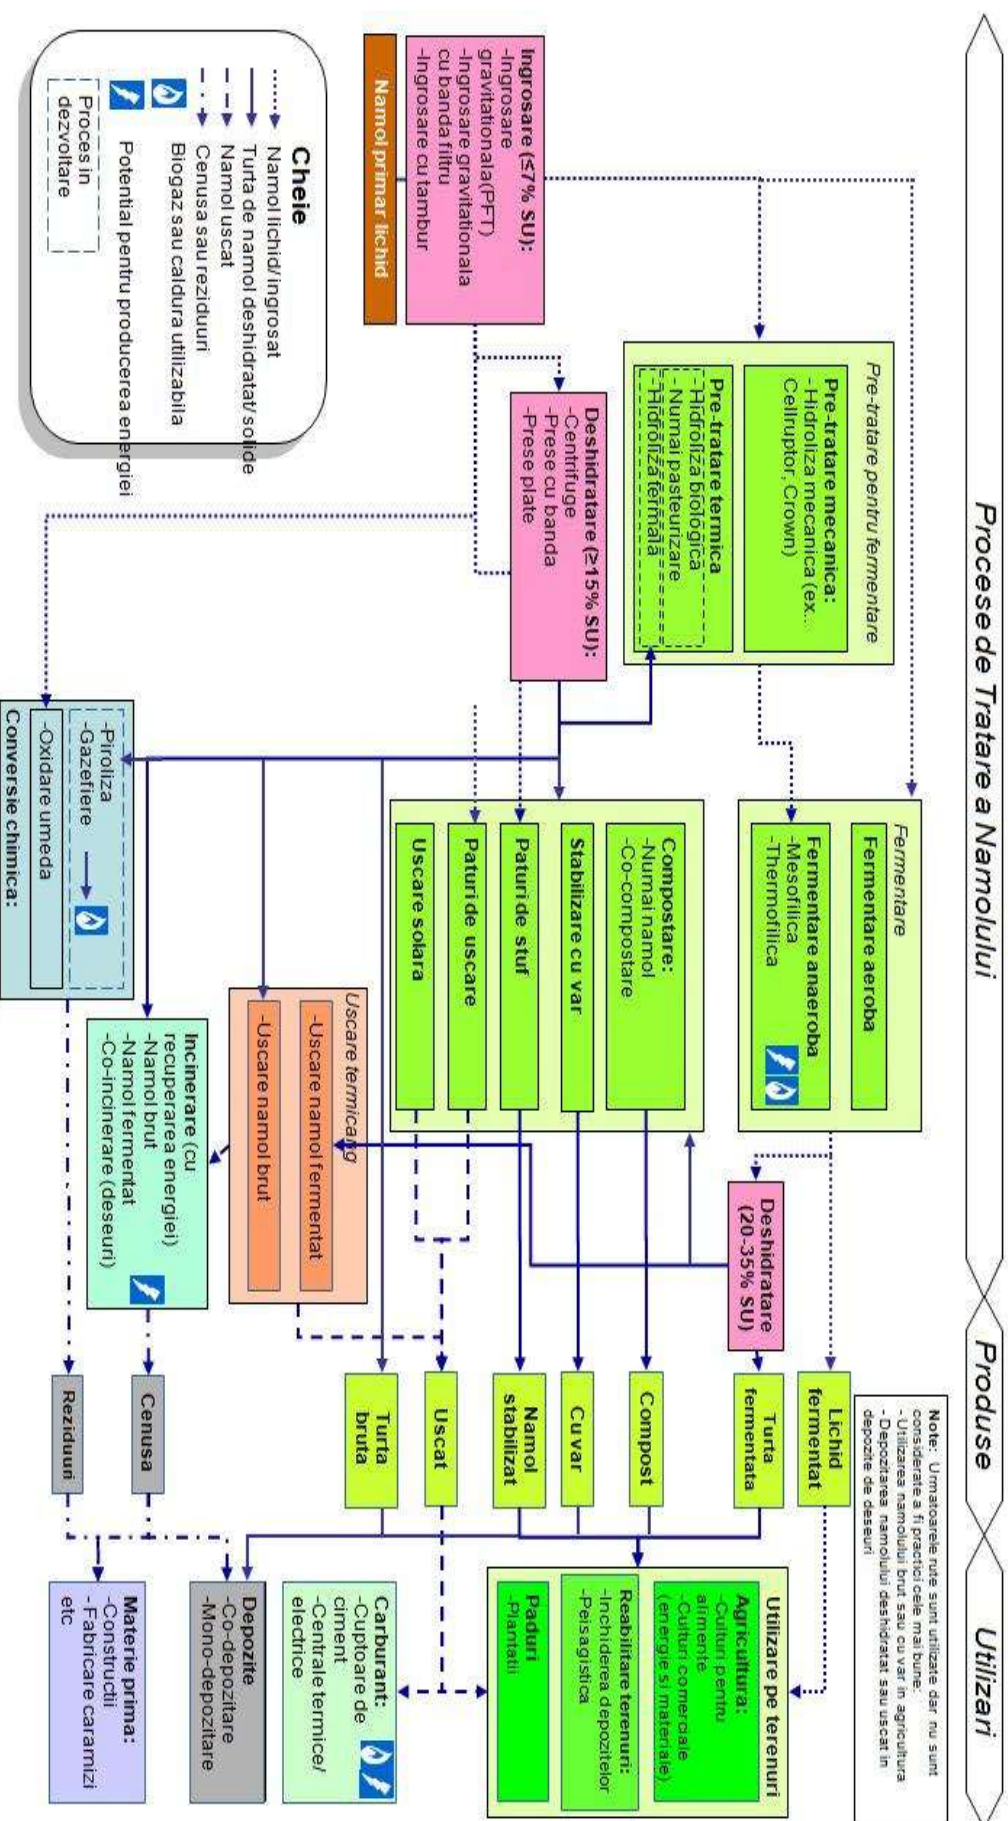 Procese de Tratare a Namolului
Produse
Utilizari
Note: Urmatoarele rute sunt utilizate dar nu sunt
considerate a fi practici cele mai bune:
- Utilizarea namolului brut sau cu var in agricultura
- Depozitarea namolului deshidratat sau uscat in
depozite de deseuri
Namol primar lichid
Ingrosare (≤7% SU):
-Ingrosare
gravitationala(PFT)
-Ingrosare gravitationala
cu banda filtru
-Ingrosare cu tambur
Pre-tratare pentru fermentare
Pre-tratare mecanica:
-Hidroliza mecanica (ex...
Cellruptor, Crown)
Pre-tratare termica
-Hidroliza biologică
-Numai pasteurizare
-Hidroliza termală
Deshidratare (≥15% SU):
-Centrifuge
-Prese cu banda
-Prese plate
Fermentare
Fermentare aeroba
Fermentare anaeroba
-Mesofilica
-Thermofilica
Compostare:
-Numai namol
-Co-compostare
Stabilizare cu var
Paturi de stuf
Paturi de uscare
Uscare solara
Deshidratare
(20-35% SU)
Uscare termicang
-Uscare namol fermentat
-Uscare namol brut
Incinerare (cu
recuperarea energiei)
-Namol brut
-Namol fermentat
-Co-incinerare (deseuri)
-Piroliza
-Gazefiere
-Oxidare umeda
Conversie chimica:
Lichid
fermentat
Turta
fermentata
Compost
Cu var
Namol
stabilizat
Uscat
Turta
bruta
Cenusa
Reziduuri
Utilizare pe terenuri
Agricultura:
-Culturi pentru
alimente
-Culturi comerciale
(energie si materiale)
Reabilitare terenuri:
-Inchiderea depozitelor
-Peisagistica
Paduri
-Plantatii
Carburant:
-Cuptoare de
ciment
-Centrale termice/
electrice
Depozite
-Co-depozitare
-Mono-depozitare
Materie prima:
-Constructii
-Fabricare caramizi
etc
Cheie
Namol lichid/ ingrosat
Turta de namol deshidratat/ solide
Namol uscat
Cenusa sau reziduuri
Biogaz sau caldura utilizabila
Potential pentru producerea energiei
Proces in
dezvoltare